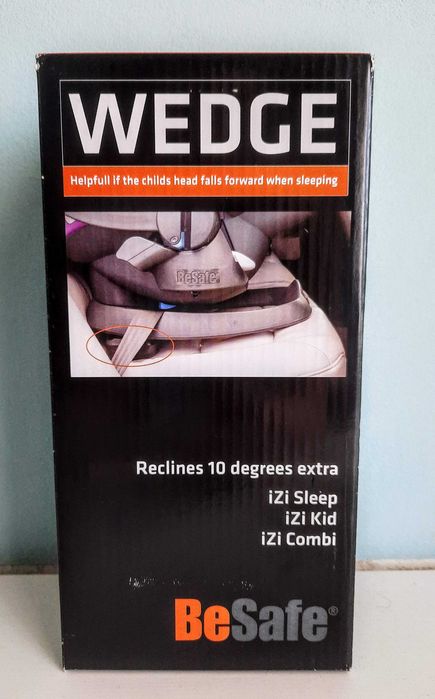 WEDGE
Helpfull if the childs head falls forward when sleeping
BeSafe
Reclines 10 degrees extra
iZi Sleep
iZi Kid
iZi Combi
BeSafe®